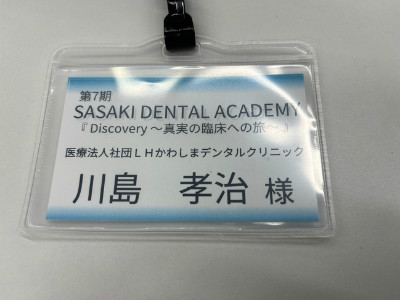 第7期
SASAKI DENTAL ACADEMY
『Discovery ～真実の臨床への旅～』
医療法人社団LHかわしまデンタルクリニック
川島 孝治 様